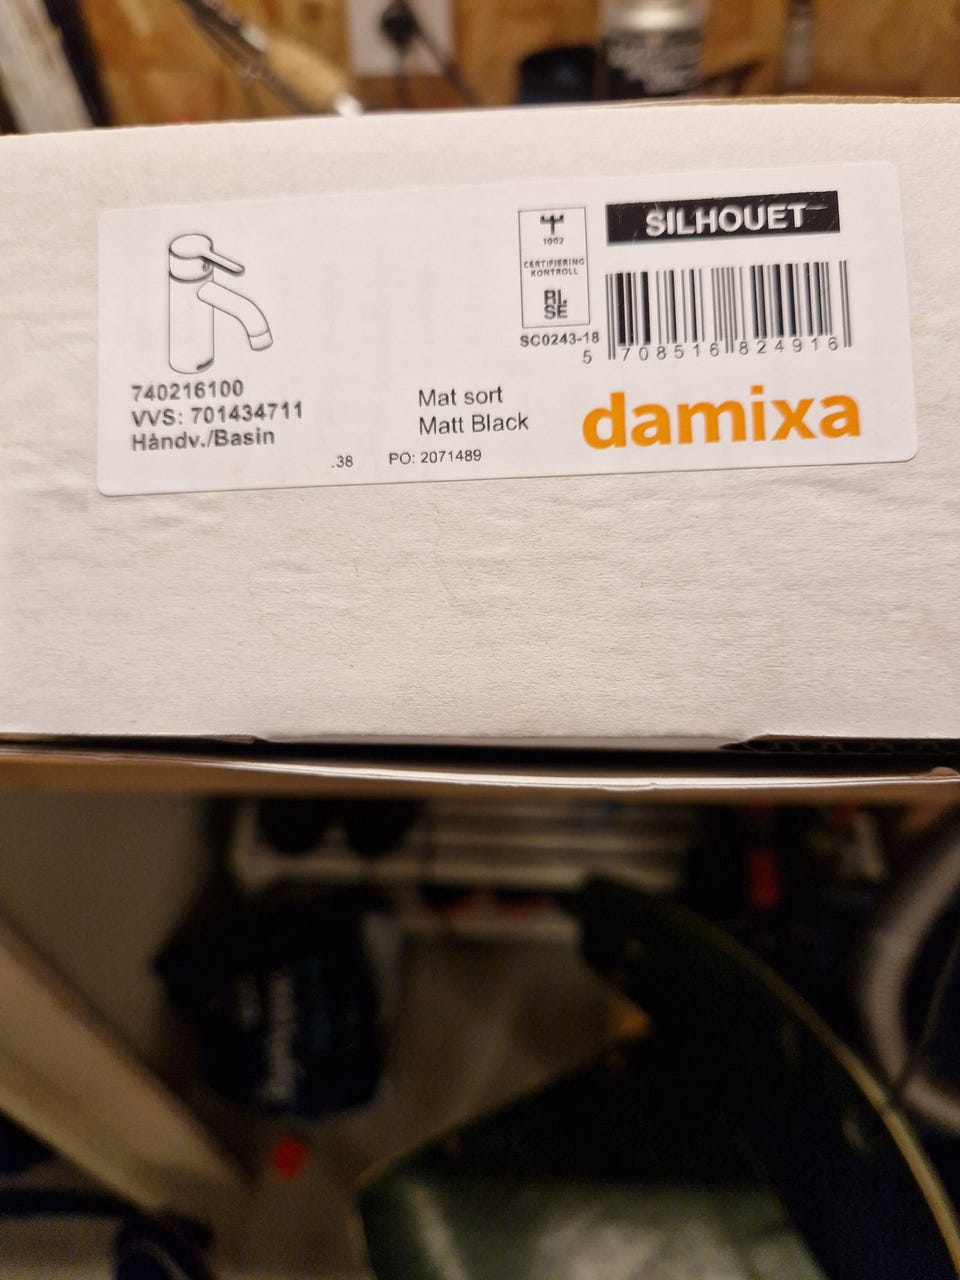 SILHOUET
1002
CERTIFIERING
KONTROLL
RI.
SE
SC0243-18
5 708516 824916
740216100
VVS: 701434711
Håndv./Basin
Mat sort
Matt Black
damixa
.38 PO: 2071489